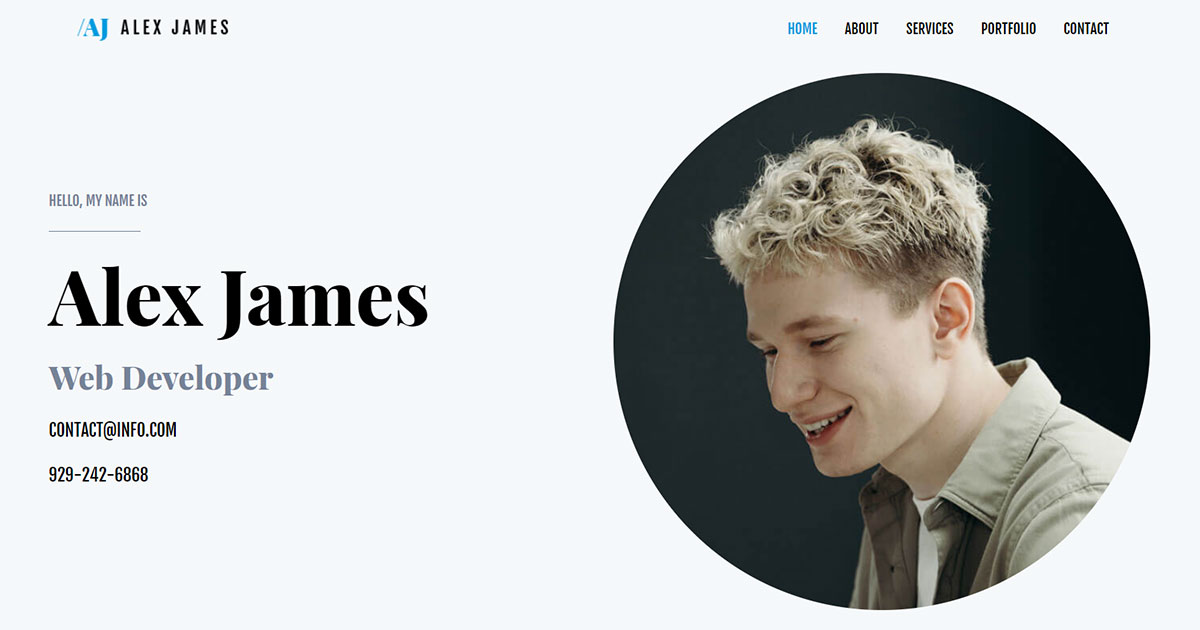 /AJ ALEX JAMES
HOME ABOUT SERVICES PORTFOLIO CONTACT
HELLO, MY NAME IS
Alex James
Web Developer
CONTACT@INFO.COM
929-242-6868